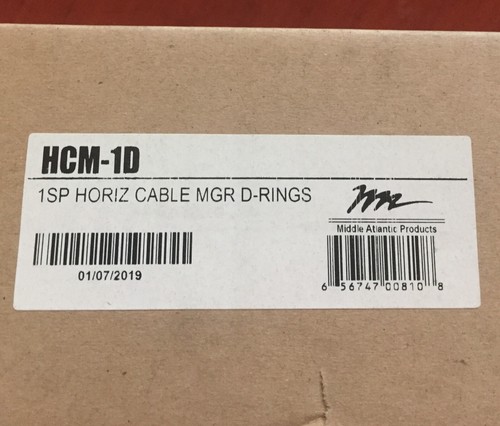 HCM-1D
1SP HORIZ CABLE MGR D-RINGS
Middle Atlantic Products
01/07/2019
6 56747 00810 8